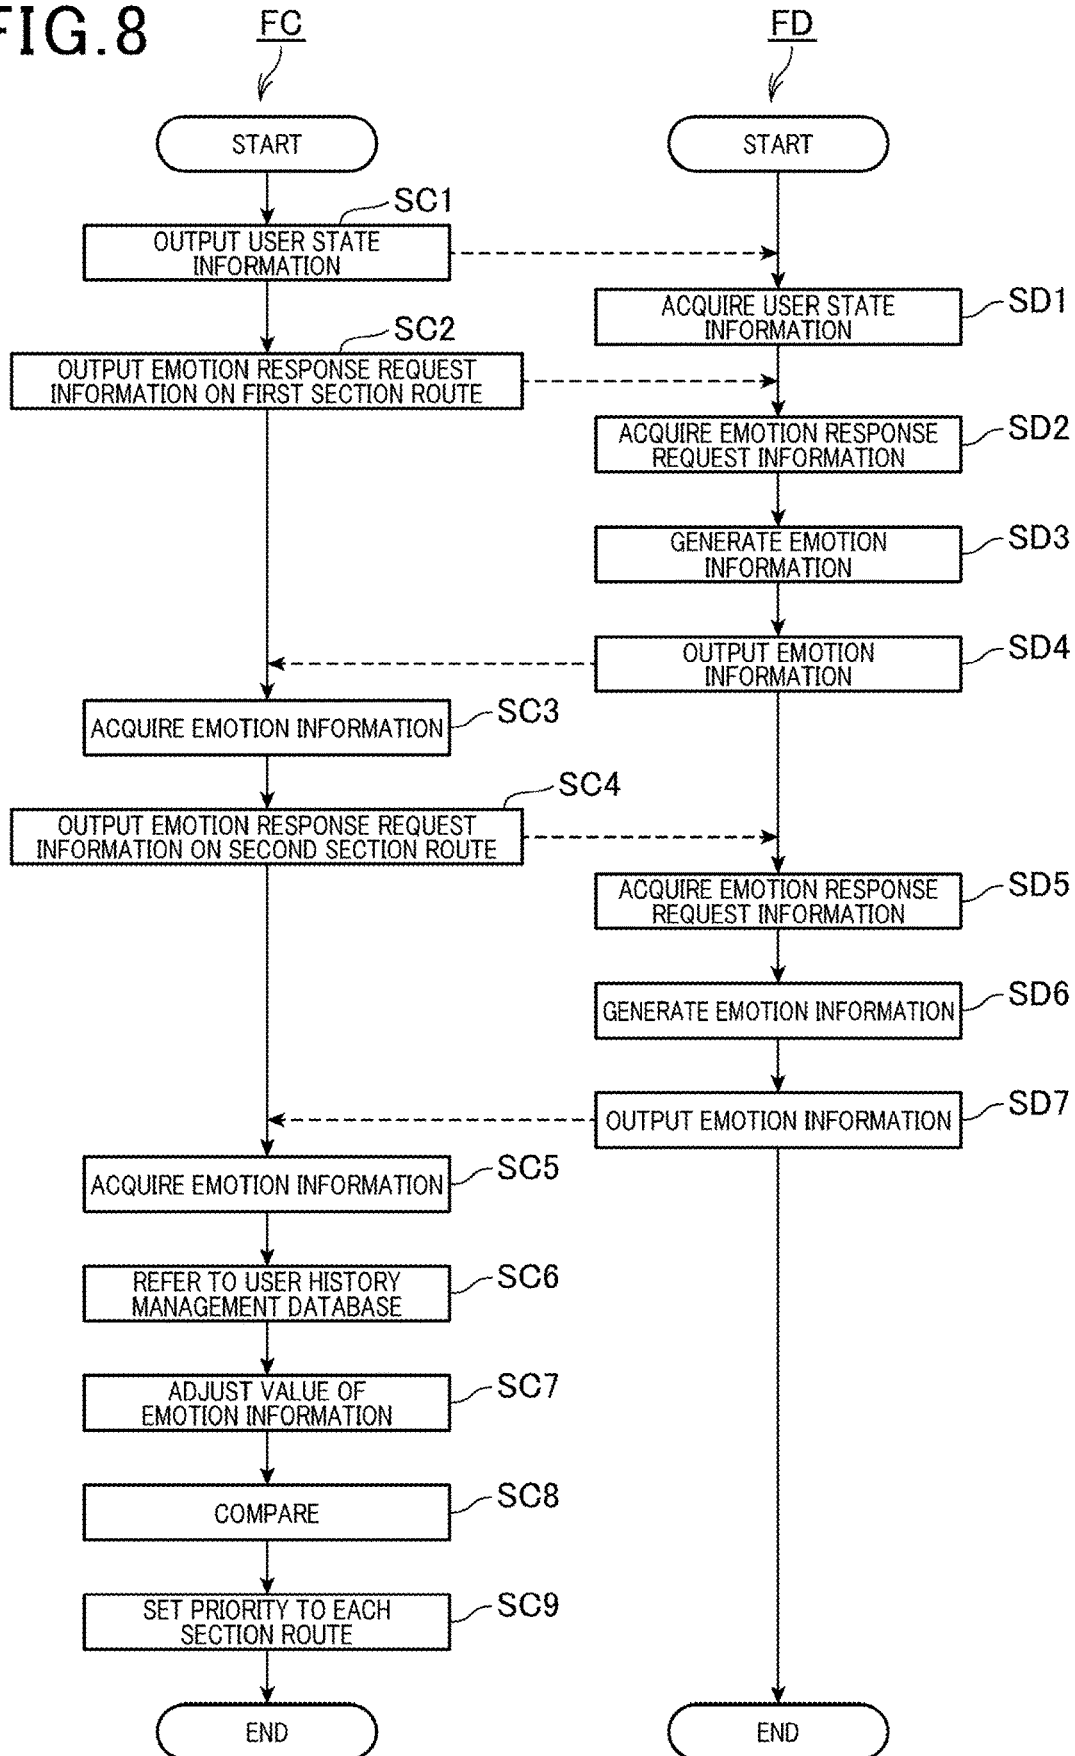 FIG.8
FC
FD
START
START
SC1
OUTPUT USER STATE
INFORMATION
ACQUIRE USER STATE
INFORMATION
SD1
SC2
OUTPUT EMOTION RESPONSE REQUEST
INFORMATION ON FIRST SECTION ROUTE
ACQUIRE EMOTION RESPONSE
REQUEST INFORMATION
SD2
GENERATE EMOTION
INFORMATION
SD3
OUTPUT EMOTION
INFORMATION
SD4
ACQUIRE EMOTION INFORMATION
SC3
SC4
OUTPUT EMOTION RESPONSE REQUEST
INFORMATION ON SECOND SECTION ROUTE
ACQUIRE EMOTION RESPONSE
REQUEST INFORMATION
SD5
GENERATE EMOTION INFORMATION
SD6
OUTPUT EMOTION INFORMATION
SD7
ACQUIRE EMOTION INFORMATION
SC5
REFER TO USER HISTORY
MANAGEMENT DATABASE
SC6
ADJUST VALUE OF
EMOTION INFORMATION
SC7
COMPARE
SC8
SET PRIORITY TO EACH
SECTION ROUTE
SC9
END
END